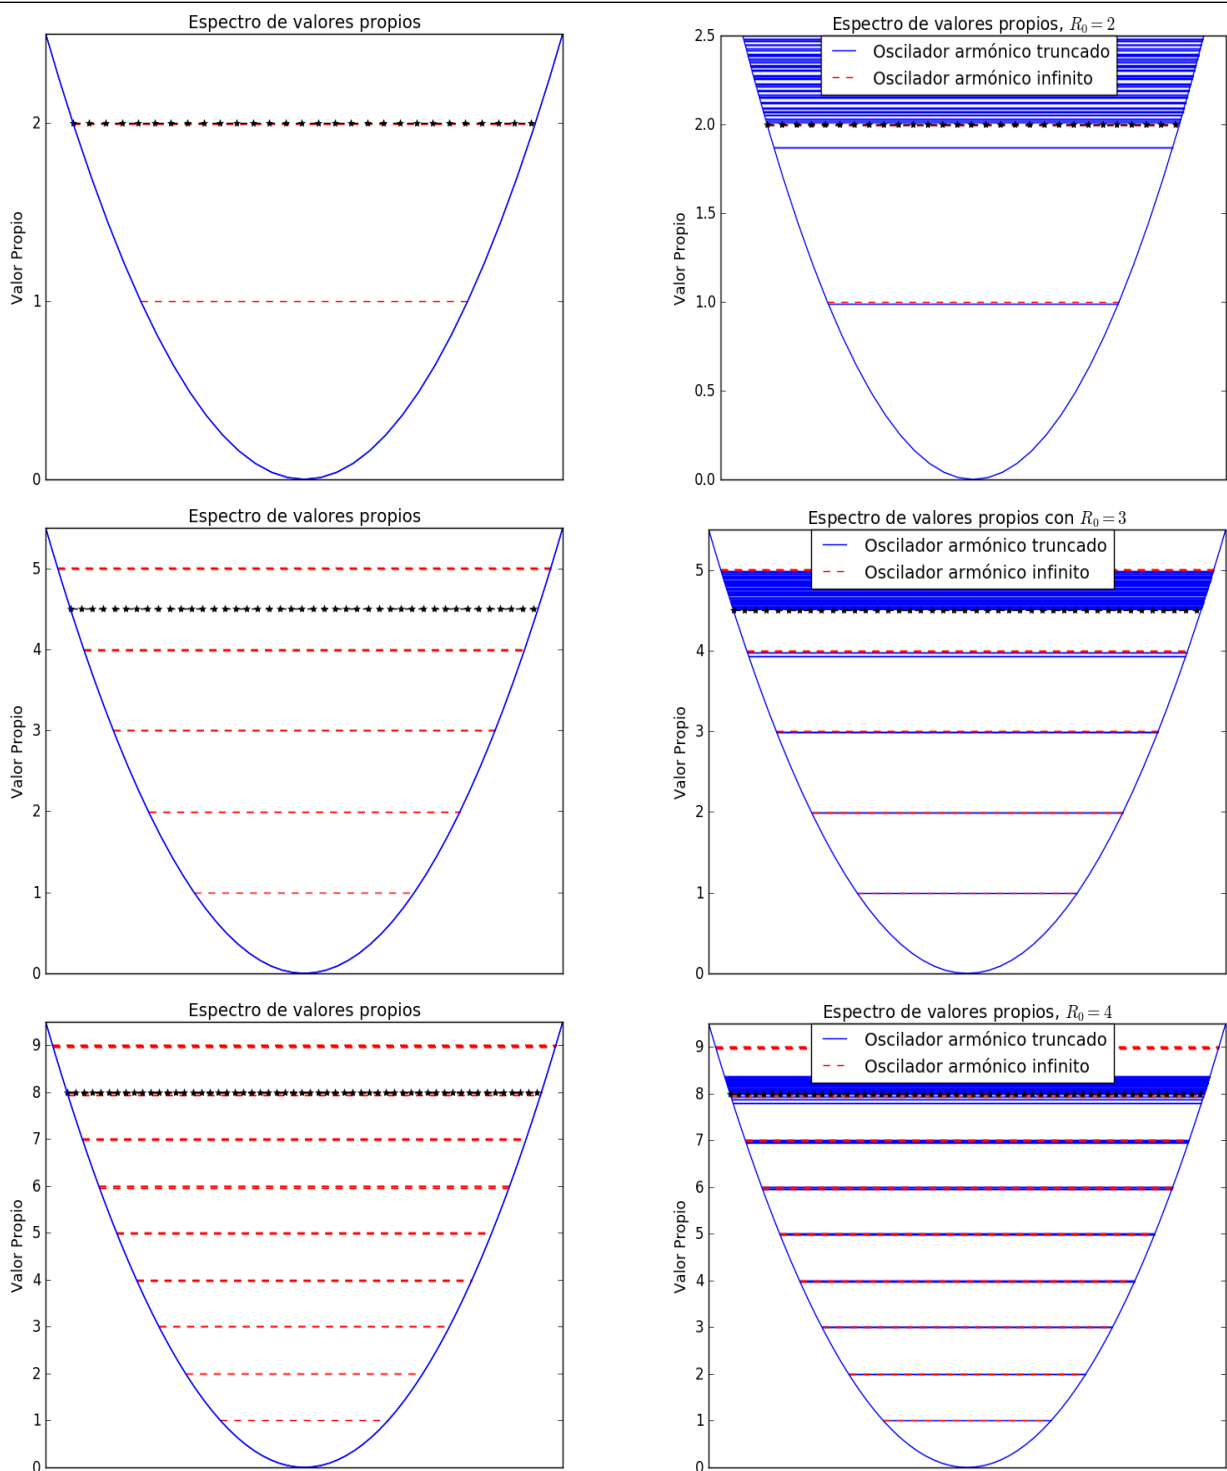 Espectro de valores propios
2
1
0
Valor Propio
Espectro de valores propios, R₀ = 2
Oscilador armónico truncado
Oscilador armónico infinito
2.5
2.0
1.5
1.0
0.5
0.0
Valor Propio
Espectro de valores propios
5
4
3
2
1
0
Valor Propio
Espectro de valores propios con R₀ = 3
Oscilador armónico truncado
Oscilador armónico infinito
5
4
3
2
1
0
Valor Propio
Espectro de valores propios
9
8
7
6
5
4
3
2
1
0
Valor Propio
Espectro de valores propios, R₀ = 4
Oscilador armónico truncado
Oscilador armónico infinito
9
8
7
6
5
4
3
2
1
0
Valor Propio